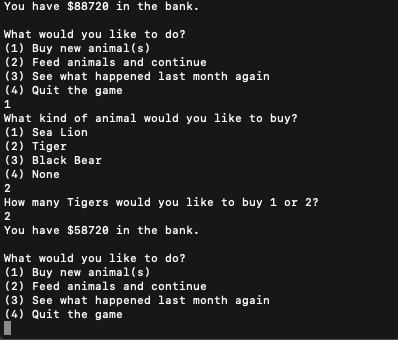 You have $88720 in the bank.
What would you like to do?
(1) Buy new animal(s)
(2) Feed animals and continue
(3) See what happened last month again
(4) Quit the game
1
What kind of animal would you like to buy?
(1) Sea Lion
(2) Tiger
(3) Black Bear
(4) None
2
How many Tigers would you like to buy 1 or 2?
2
You have $58720 in the bank.
What would you like to do?
(1) Buy new animal(s)
(2) Feed animals and continue
(3) See what happened last month again
(4) Quit the game